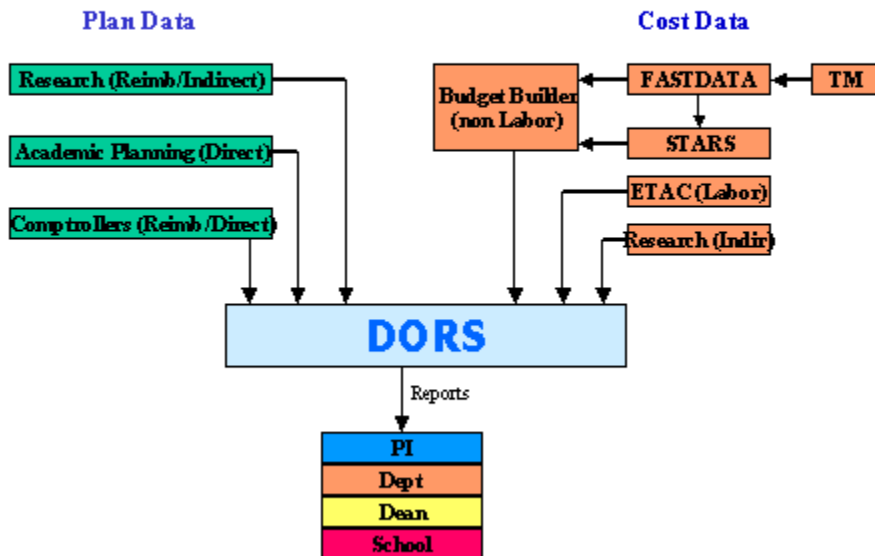 Plan Data
Cost Data
Research (Reimb/Indirect)
Academic Planning (Direct)
Comptrollers (Reimb/Direct)
Budget Builder
(non Labor)
FASTDATA
TM
STARS
ETAC (Labor)
Research (Indir)
DORS
Reports
PI
Dept
Dean
School